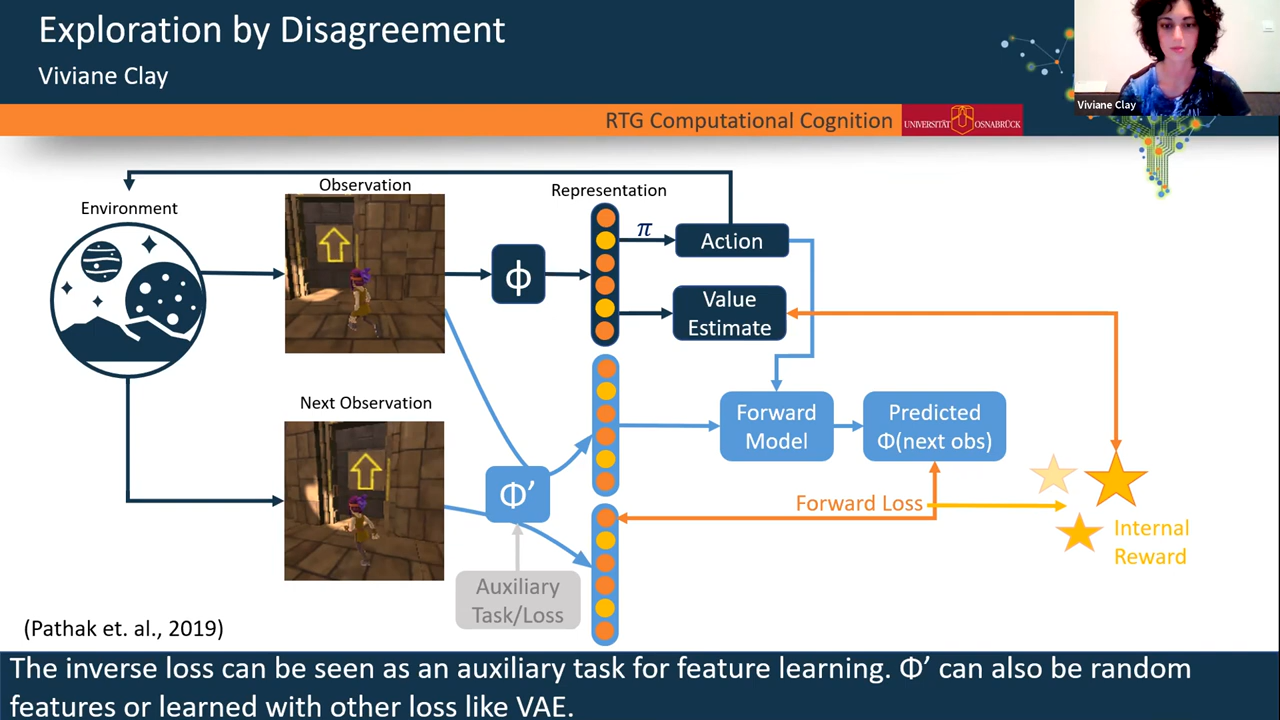 Exploration by Disagreement
Viviane Clay
Viviane Clay
RTG Computational Cognition
UNIVERSITÄT OSNABRÜCK
Observation
Representation
Environment
π
Action
ϕ
Value
Estimate
Next Observation
Forward
Model
Predicted
Φ(next obs)
Φ’
Forward Loss
Internal
Reward
Auxiliary
Task/Loss
(Pathak et. al., 2019)
The inverse loss can be seen as an auxiliary task for feature learning. Φ’ can also be random
features or learned with other loss like VAE.